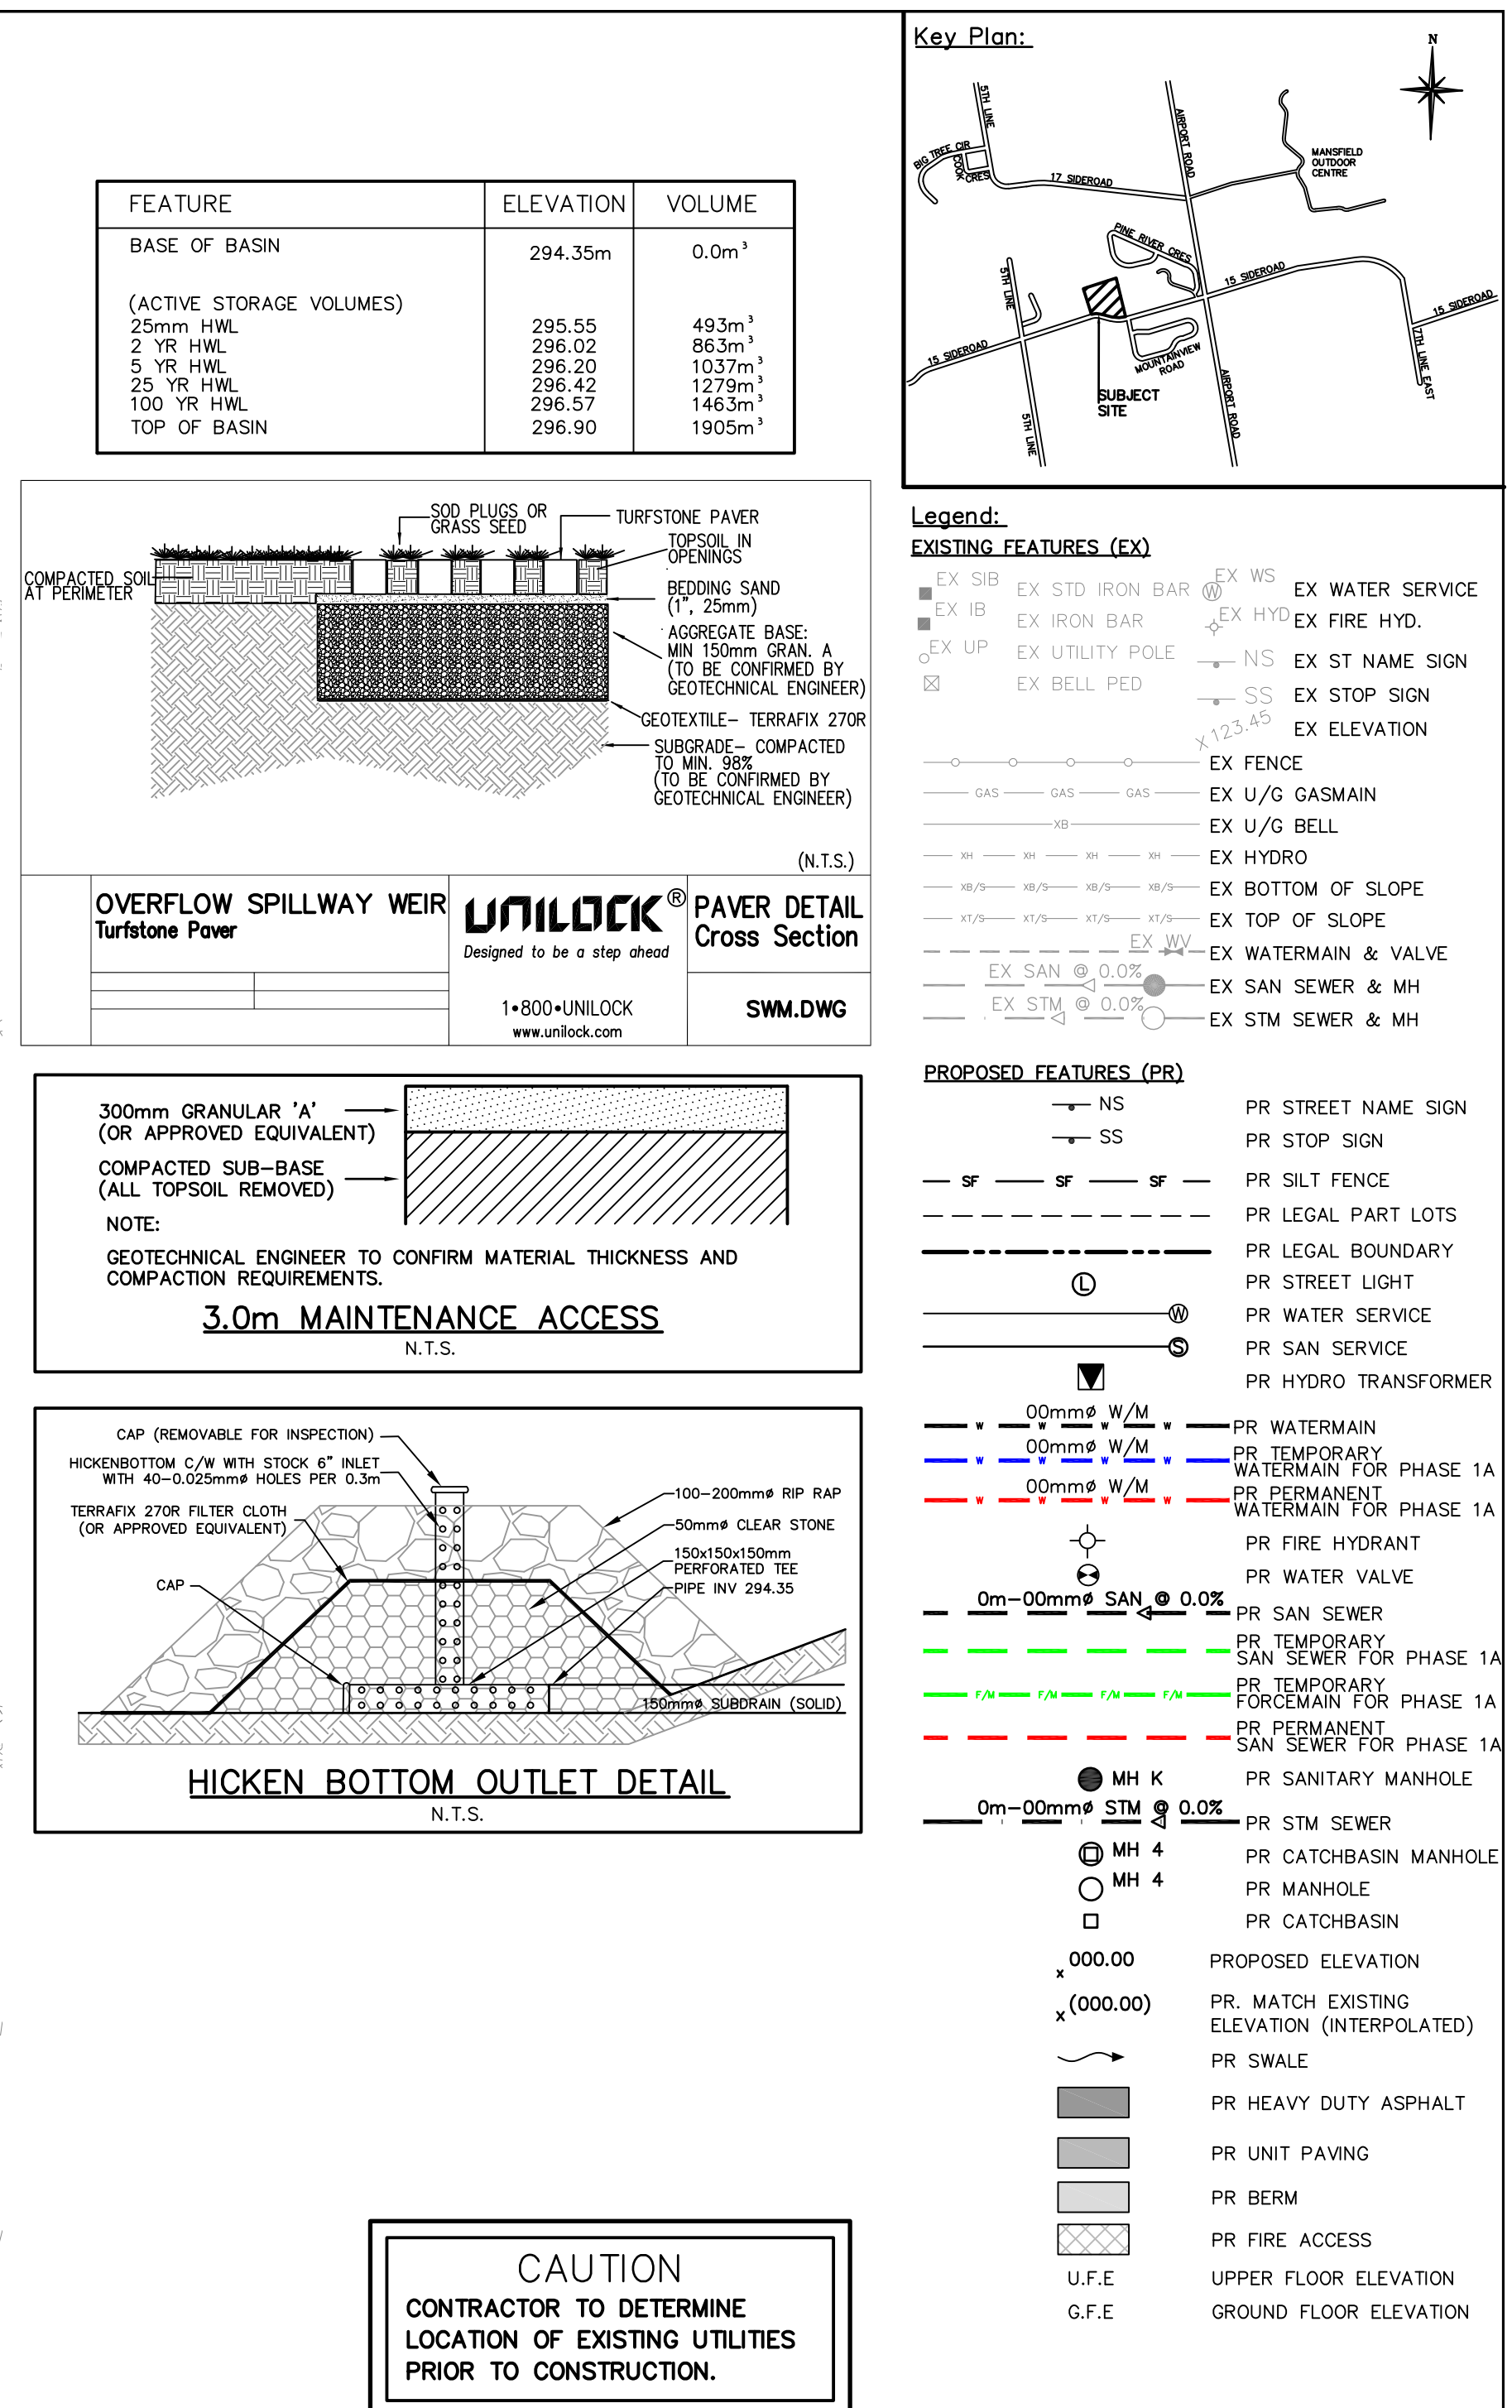 FEATURE ELEVATION VOLUME
BASE OF BASIN 294.35m 0.0m³
(ACTIVE STORAGE VOLUMES)
25mm HWL 295.55 493m³
2 YR HWL 296.02 863m³
5 YR HWL 296.20 1037m³
25 YR HWL 296.42 1279m³
100 YR HWL 296.57 1463m³
TOP OF BASIN 296.90 1905m³
SOD PLUGS OR
GRASS SEED
TURFSTONE PAVER
TOPSOIL IN
OPENINGS
COMPACTED SOIL
AT PERIMETER
BEDDING SAND
(1", 25mm)
AGGREGATE BASE:
MIN 150mm GRAN. A
(TO BE CONFIRMED BY
GEOTECHNICAL ENGINEER)
GEOTEXTILE– TERRAFIX 270R
SUBGRADE– COMPACTED
TO MIN. 98%
(TO BE CONFIRMED BY
GEOTECHNICAL ENGINEER)
(N.T.S.)
OVERFLOW SPILLWAY WEIR
Turfstone Paver
UNILOCK®
Designed to be a step ahead
1•800•UNILOCK
www.unilock.com
PAVER DETAIL
Cross Section
SWM.DWG
300mm GRANULAR 'A'
(OR APPROVED EQUIVALENT)
COMPACTED SUB-BASE
(ALL TOPSOIL REMOVED)
NOTE:
GEOTECHNICAL ENGINEER TO CONFIRM MATERIAL THICKNESS AND
COMPACTION REQUIREMENTS.
3.0m MAINTENANCE ACCESS
N.T.S.
CAP (REMOVABLE FOR INSPECTION)
HICKENBOTTOM C/W WITH STOCK 6" INLET
WITH 40–0.025mmø HOLES PER 0.3m
TERRAFIX 270R FILTER CLOTH
(OR APPROVED EQUIVALENT)
CAP
100–200mmø RIP RAP
50mmø CLEAR STONE
150x150x150mm
PERFORATED TEE
PIPE INV 294.35
150mmø SUBDRAIN (SOLID)
HICKEN BOTTOM OUTLET DETAIL
N.T.S.
CAUTION
CONTRACTOR TO DETERMINE
LOCATION OF EXISTING UTILITIES
PRIOR TO CONSTRUCTION.
Key Plan:
N
5TH LINE
BIG TREE CIR
COOK
CRES
17 SIDEROAD
AIRPORT ROAD
MANSFIELD
OUTDOOR
CENTRE
PINE RIVER CRES
5TH LINE
15 SIDEROAD
15 SIDEROAD
15 SIDEROAD
MOUNTAINVIEW
ROAD
7TH LINE EAST
SUBJECT
SITE
AIRPORT ROAD
5TH LINE
Legend:
EXISTING FEATURES (EX)
EX SIB EX STD IRON BAR
EX IB EX IRON BAR
EX UP EX UTILITY POLE
EX BELL PED
W EX WS EX WATER SERVICE
EX HYD EX FIRE HYD.
NS EX ST NAME SIGN
SS EX STOP SIGN
X 123.45 EX ELEVATION
EX FENCE
GAS GAS GAS EX U/G GASMAIN
XB EX U/G BELL
XH XH XH XH EX HYDRO
XB/S XB/S XB/S XB/S EX BOTTOM OF SLOPE
XT/S XT/S XT/S XT/S EX TOP OF SLOPE
EX WV EX WATERMAIN & VALVE
EX SAN @ 0.0% EX SAN SEWER & MH
EX STM @ 0.0% EX STM SEWER & MH
PROPOSED FEATURES (PR)
NS PR STREET NAME SIGN
SS PR STOP SIGN
SF SF SF PR SILT FENCE
PR LEGAL PART LOTS
PR LEGAL BOUNDARY
L PR STREET LIGHT
W PR WATER SERVICE
S PR SAN SERVICE
PR HYDRO TRANSFORMER
00mmø W/M
W W W W PR WATERMAIN
00mmø W/M
W W W W PR TEMPORARY
WATERMAIN FOR PHASE 1A
00mmø W/M
W W W W PR PERMANENT
WATERMAIN FOR PHASE 1A
PR FIRE HYDRANT
PR WATER VALVE
0m–00mmø SAN @ 0.0%
PR SAN SEWER
PR TEMPORARY
SAN SEWER FOR PHASE 1A
F/M F/M F/M F/M PR TEMPORARY
FORCEMAIN FOR PHASE 1A
PR PERMANENT
SAN SEWER FOR PHASE 1A
MH K PR SANITARY MANHOLE
0m–00mmø STM @ 0.0%
PR STM SEWER
MH 4 PR CATCHBASIN MANHOLE
MH 4 PR MANHOLE
PR CATCHBASIN
x 000.00 PROPOSED ELEVATION
x (000.00) PR. MATCH EXISTING
ELEVATION (INTERPOLATED)
PR SWALE
PR HEAVY DUTY ASPHALT
PR UNIT PAVING
PR BERM
PR FIRE ACCESS
U.F.E UPPER FLOOR ELEVATION
G.F.E GROUND FLOOR ELEVATION